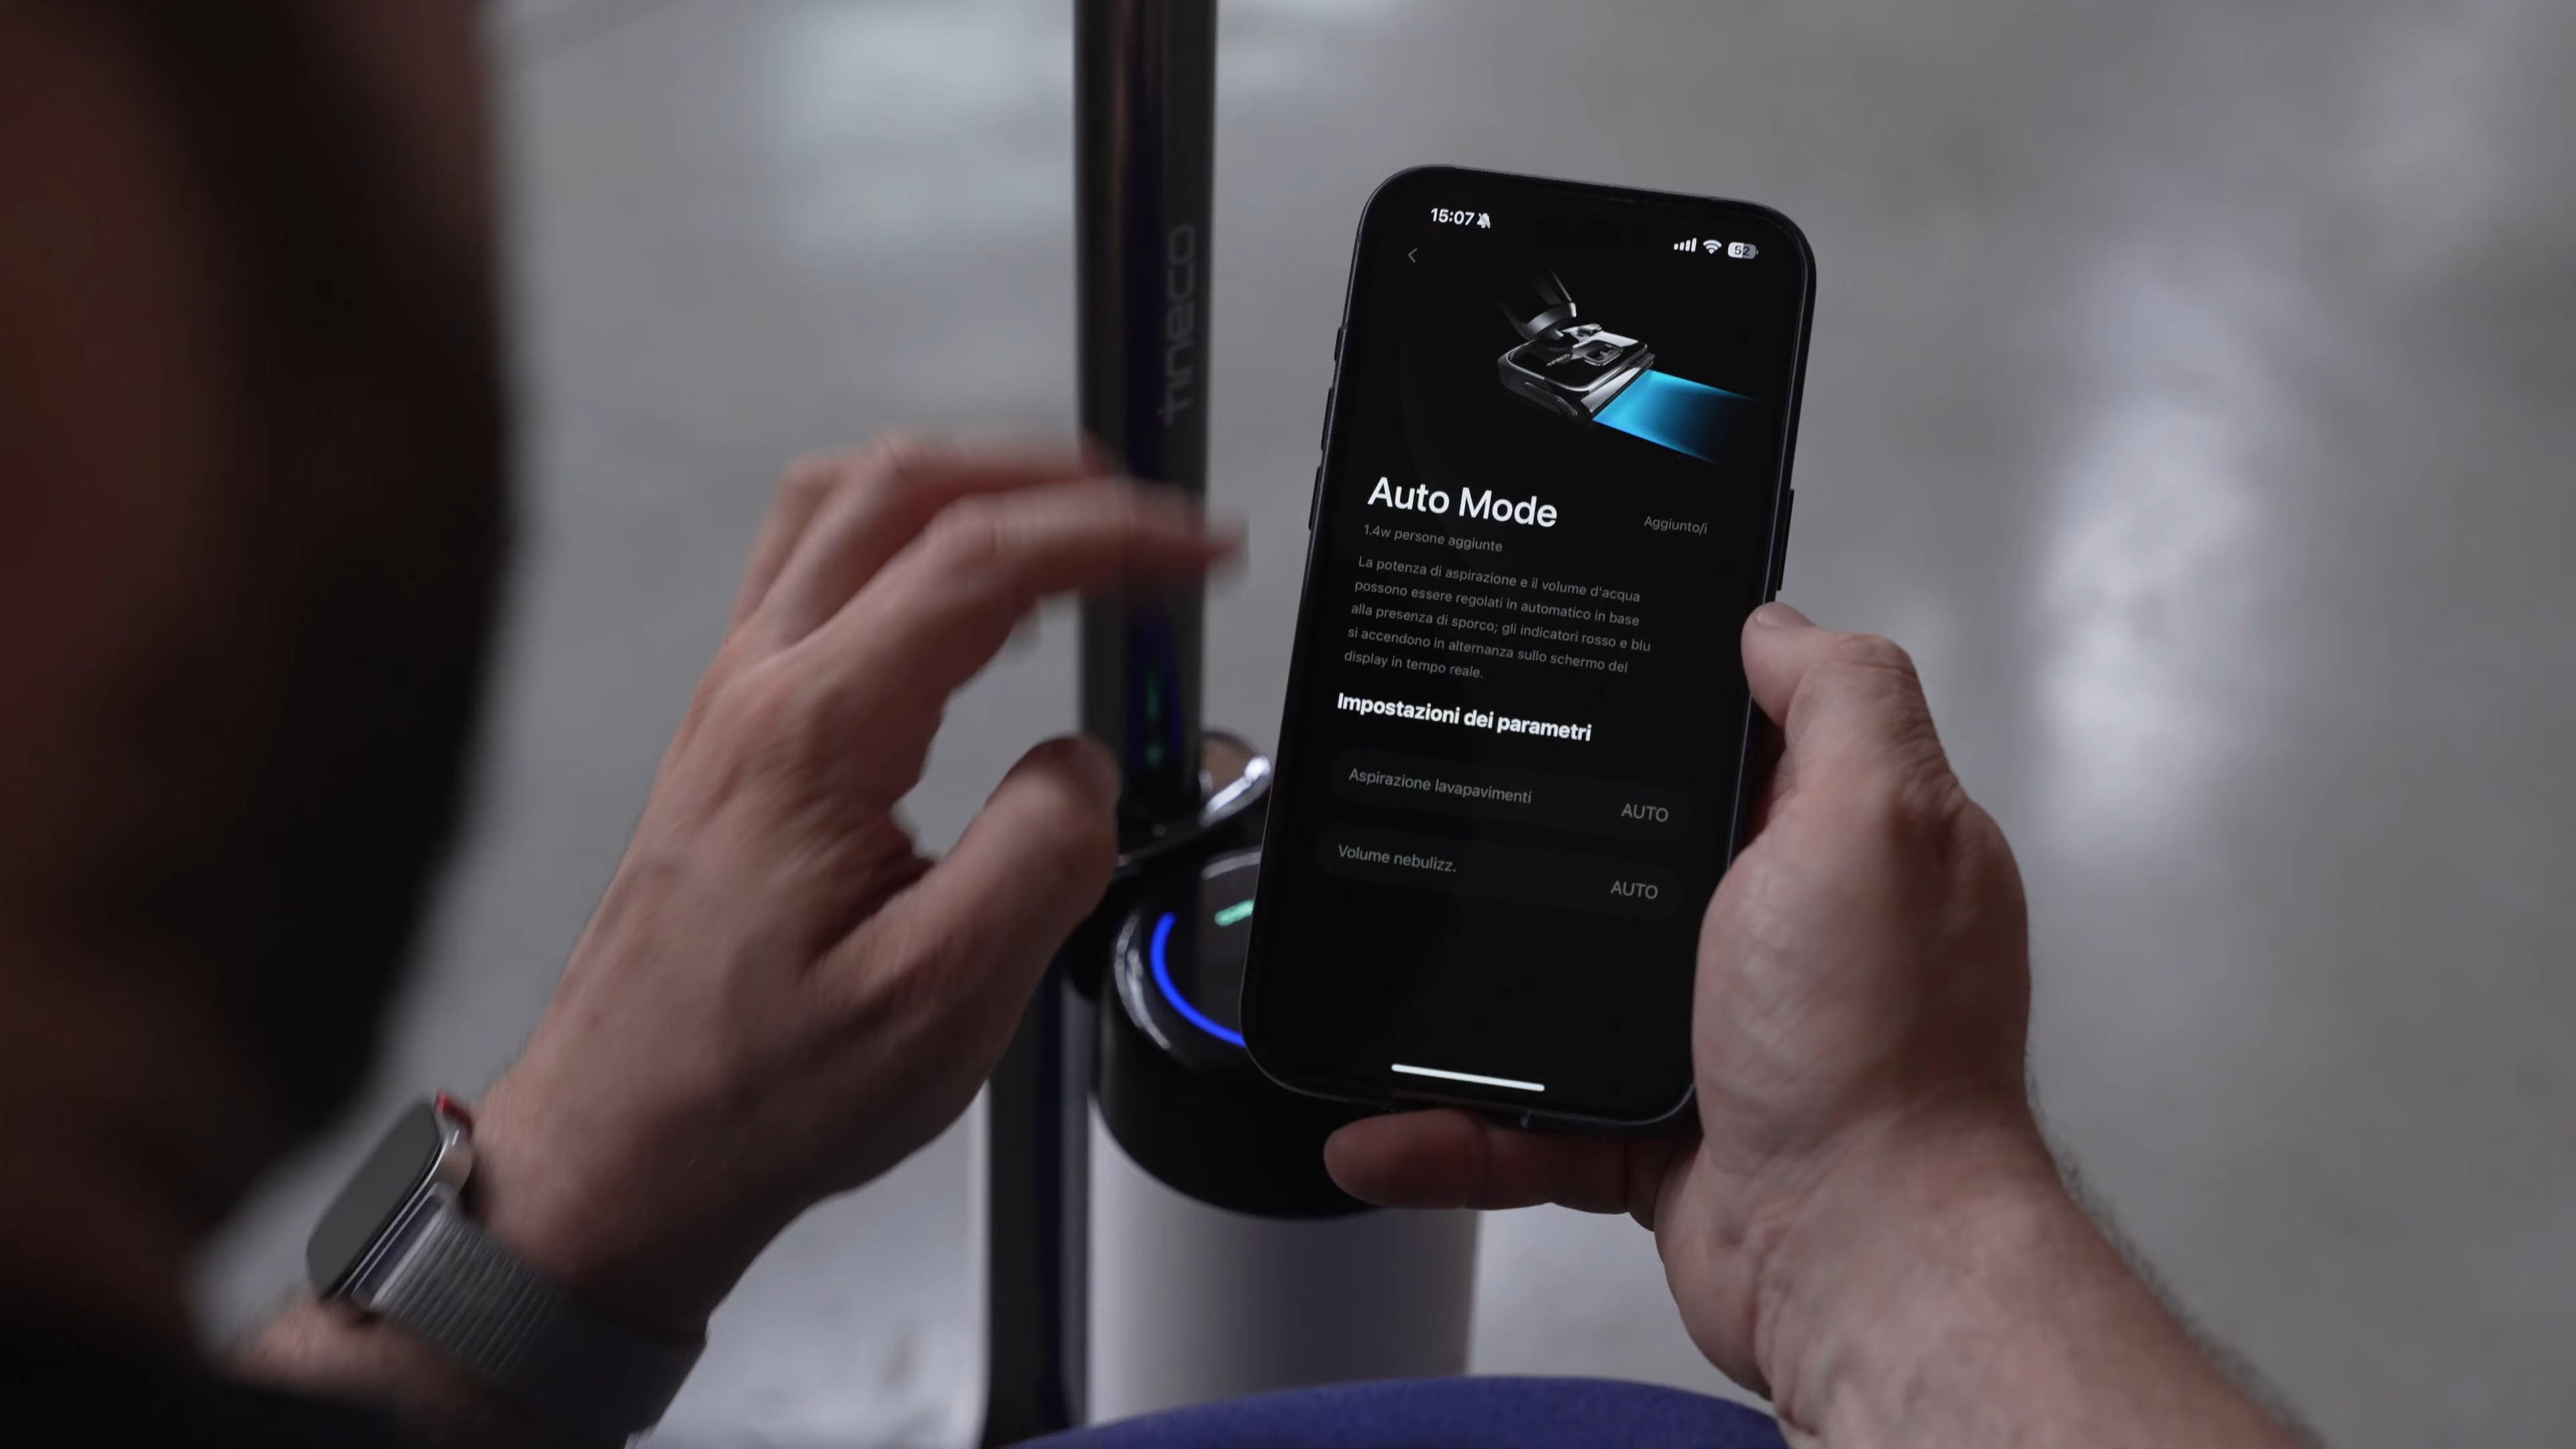 TINECO
15:07
52
TINECO
Auto Mode
Aggiunto/i
1.4w persone aggiunte
La potenza di aspirazione e il volume d'acqua
possono essere regolati in automatico in base
alla presenza di sporco; gli indicatori rosso e blu
si accendono in alternanza sullo schermo del
display in tempo reale.
Impostazioni dei parametri
Aspirazione lavapavimenti
AUTO
Volume nebulizz.
AUTO